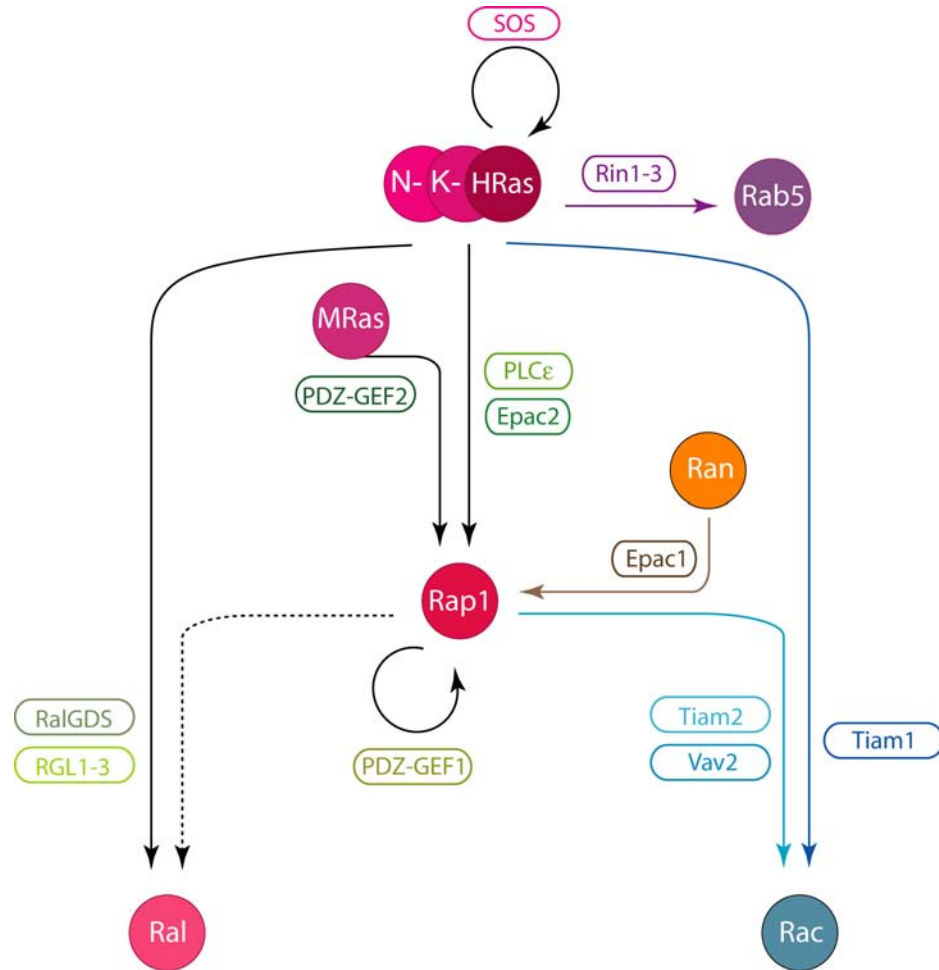 SOS
N- K- HRas
Rin1-3
Rab5
MRas
PDZ-GEF2
PLCε
Epac2
Ran
Epac1
Rap1
RalGDS
RGL1-3
PDZ-GEF1
Tiam2
Vav2
Tiam1
Ral
Rac